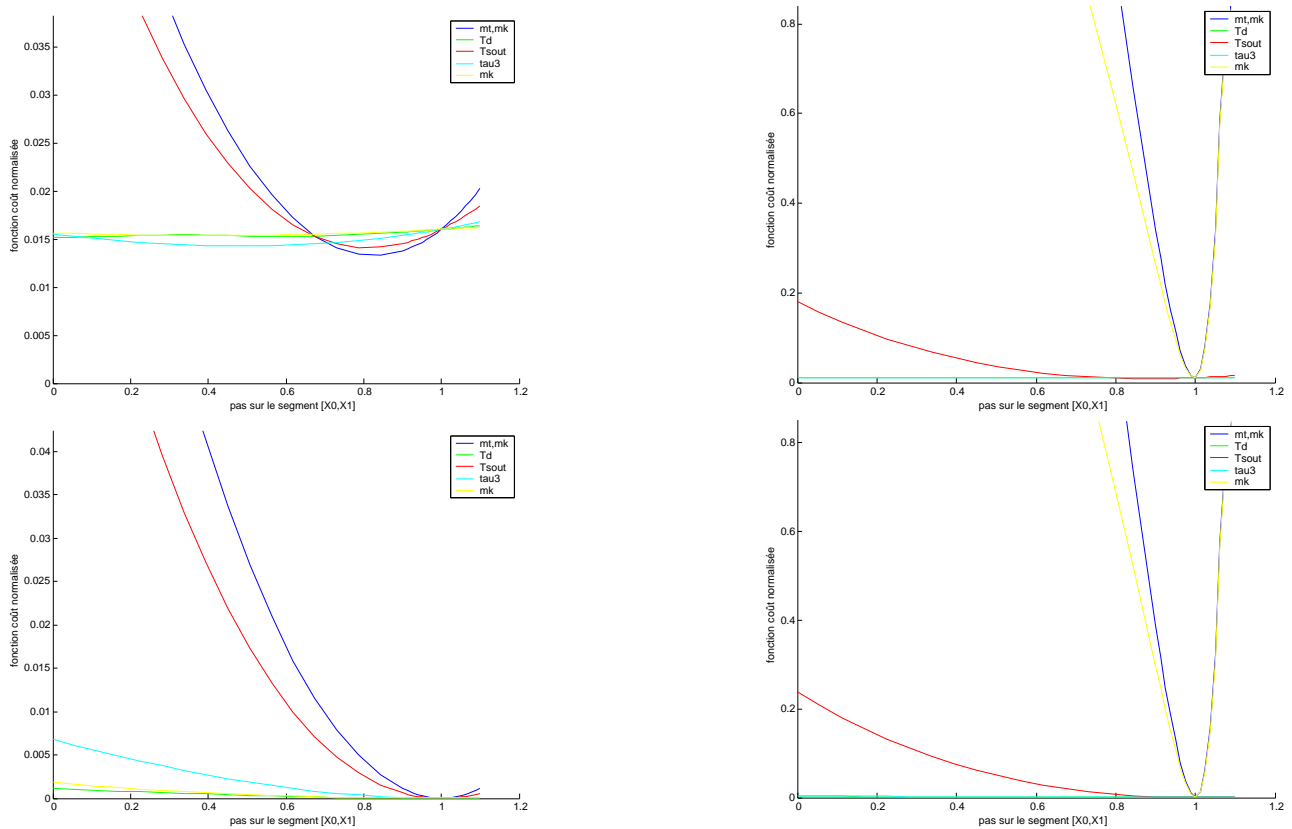 0.035
0.03
0.025
0.02
0.015
0.01
0.005
0
fonction coût normalisée
0 0.2 0.4 0.6 0.8 1 1.2
pas sur le segment [X0,X1]
mt,mk
Td
Tsout
tau3
mk
0.8
0.6
0.4
0.2
0
fonction coût normalisée
0 0.2 0.4 0.6 0.8 1 1.2
pas sur le segment [X0,X1]
mt,mk
Td
Tsout
tau3
mk
0.04
0.035
0.03
0.025
0.02
0.015
0.01
0.005
0
fonction coût normalisée
0 0.2 0.4 0.6 0.8 1 1.2
pas sur le segment [X0,X1]
mt,mk
Td
Tsout
tau3
mk
0.8
0.6
0.4
0.2
0
fonction coût normalisée
0 0.2 0.4 0.6 0.8 1 1.2
pas sur le segment [X0,X1]
mt,mk
Td
Tsout
tau3
mk